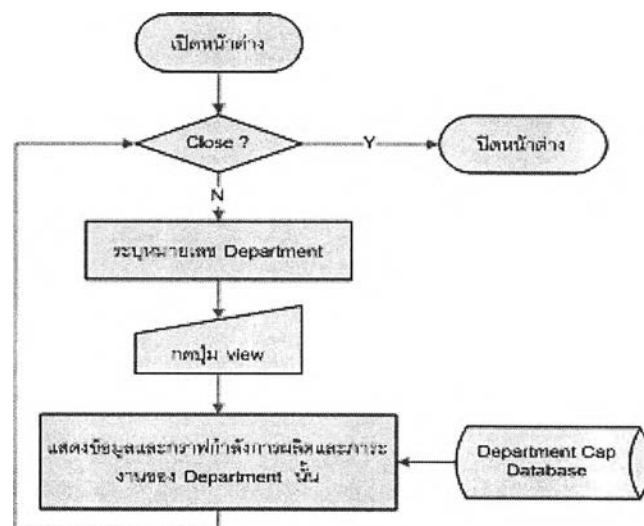 เปิดหน้าต่าง
Close ?
Y
ปิดหน้าต่าง
N
ระบุหมายเลข Department
กดปุ่ม view
แสดงข้อมูลและกราฟกำลังการผลิตและภาระ
งานของ Department นั้น
Department Cap
Database